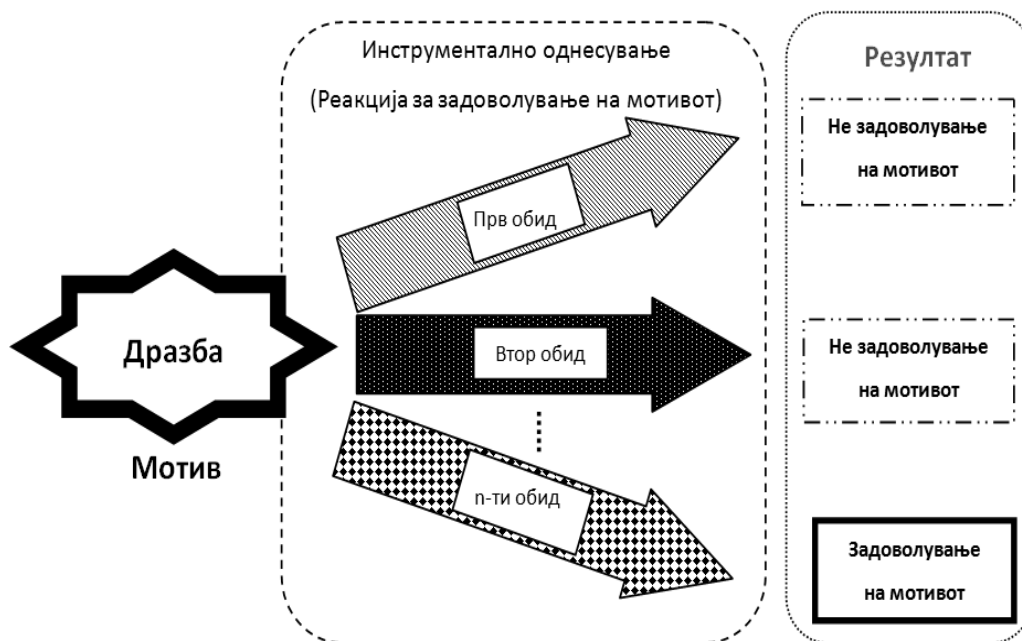 Инструментално однесување
(Реакција за задоволување на мотивот)
Резултат
Прв обид
Не задоволување
на мотивот
Дразба
Мотив
Втор обид
Не задоволување
на мотивот
n-ти обид
Задоволување
на мотивот